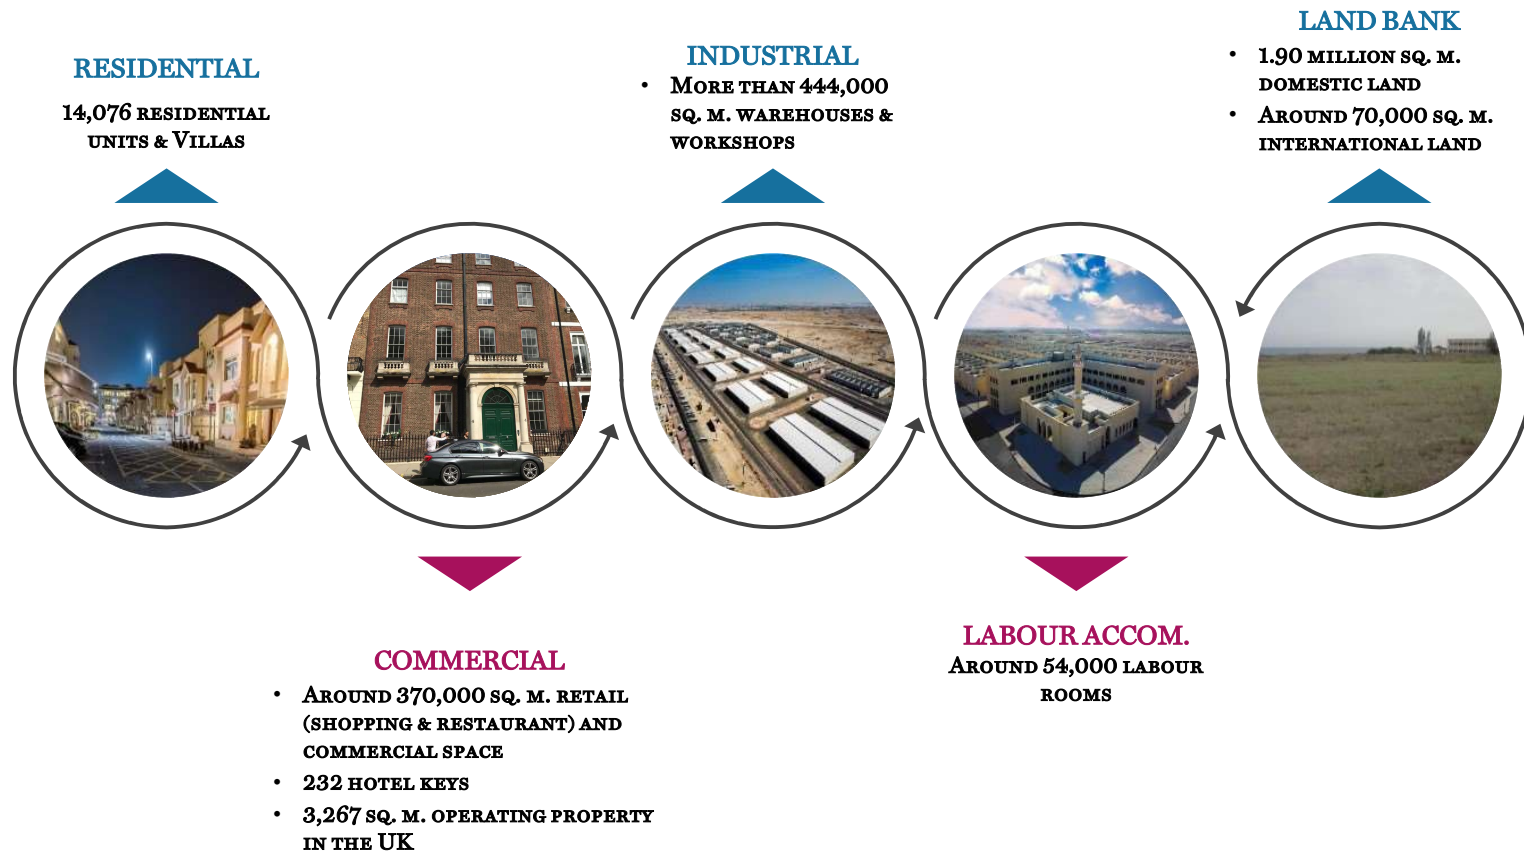 RESIDENTIAL
14,076 RESIDENTIAL
UNITS & VILLAS
COMMERCIAL
• AROUND 370,000 SQ. M. RETAIL
(SHOPPING & RESTAURANT) AND
COMMERCIAL SPACE
• 232 HOTEL KEYS
• 3,267 SQ. M. OPERATING PROPERTY
IN THE UK
INDUSTRIAL
• MORE THAN 444,000
SQ. M. WAREHOUSES &
WORKSHOPS
LABOUR ACCOM.
AROUND 54,000 LABOUR
ROOMS
LAND BANK
• 1.90 MILLION SQ. M.
DOMESTIC LAND
• AROUND 70,000 SQ. M.
INTERNATIONAL LAND